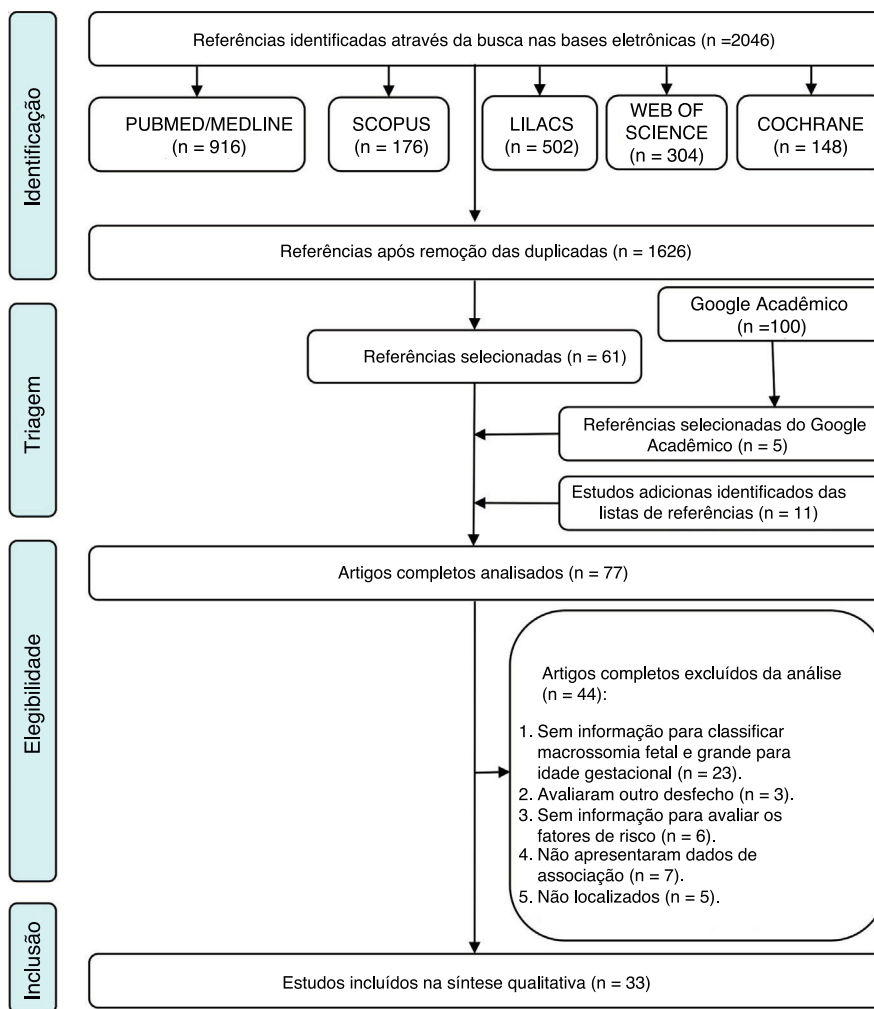 Identificação
Referências identificadas através da busca nas bases eletrônicas (n =2046)
PUBMED/MEDLINE
(n = 916)
SCOPUS
(n = 176)
LILACS
(n = 502)
WEB OF
SCIENCE
(n = 304)
COCHRANE
(n = 148)
Referências após remoção das duplicadas (n = 1626)
Triagem
Google Acadêmico
(n =100)
Referências selecionadas (n = 61)
Referências selecionadas do Google
Acadêmico (n = 5)
Estudos adicionas identificados das
listas de referências (n = 11)
Elegibilidade
Artigos completos analisados (n = 77)
Artigos completos excluídos da análise
(n = 44):
1. Sem informação para classificar
macrossomia fetal e grande para
idade gestacional (n = 23).
2. Avaliaram outro desfecho (n = 3).
3. Sem informação para avaliar os
fatores de risco (n = 6).
4. Não apresentaram dados de
associação (n = 7).
5. Não localizados (n = 5).
Inclusão
Estudos incluídos na síntese qualitativa (n = 33)